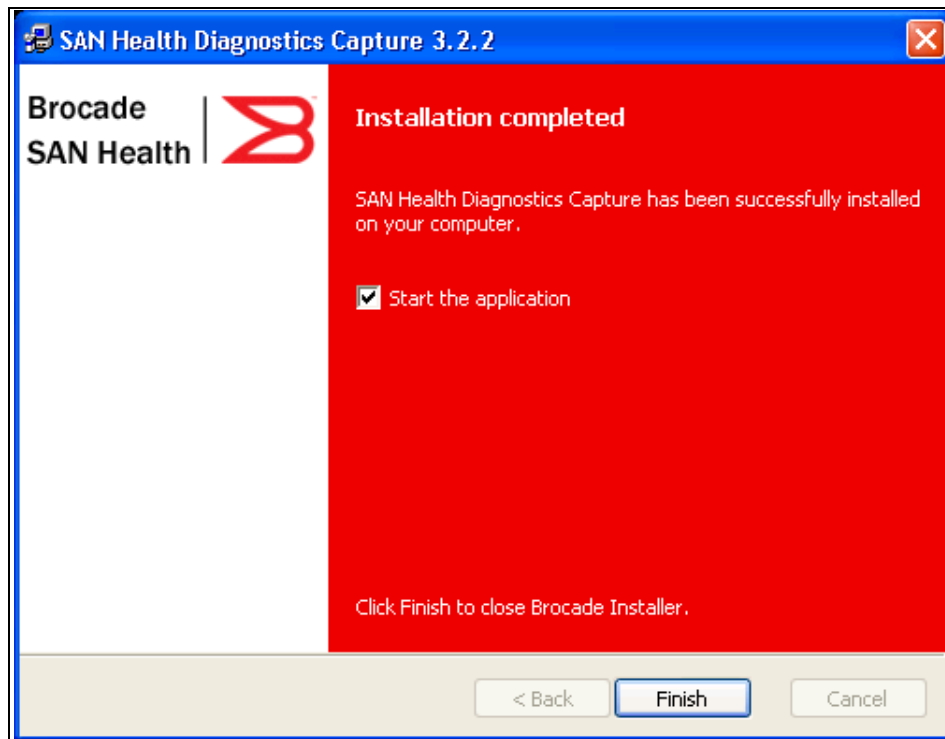 SAN Health Diagnostics Capture 3.2.2
Brocade
SAN Health
Installation completed
SAN Health Diagnostics Capture has been successfully installed
on your computer.
Start the application
Click Finish to close Brocade Installer.
< Back
Finish
Cancel